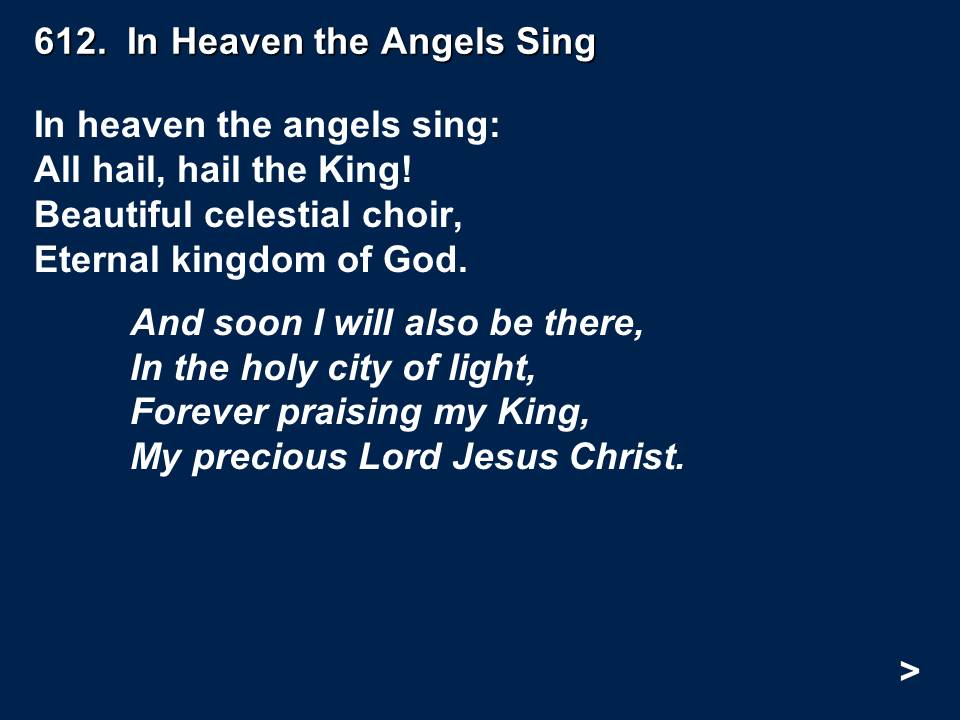 612. In Heaven the Angels Sing
In heaven the angels sing:
All hail, hail the King!
Beautiful celestial choir,
Eternal kingdom of God.
And soon I will also be there,
In the holy city of light,
Forever praising my King,
My precious Lord Jesus Christ.
>